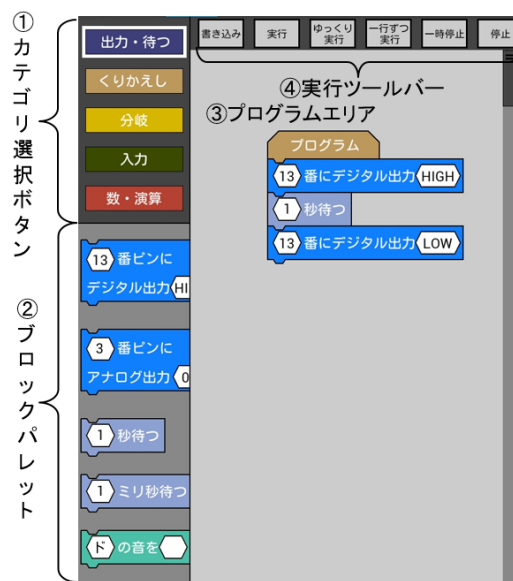 ①カテゴリ選択ボタン
出力・待つ
くりかえし
分岐
入力
数・演算
書き込み
実行
ゆっくり
実行
一行ずつ
実行
一時停止
停止
④実行ツールバー
③プログラムエリア
プログラム
13 番にデジタル出力 HIGH
1 秒待つ
13 番にデジタル出力 LOW
②ブロックパレット
13 番ピンに
デジタル出力 HI
3 番ピンに
アナログ出力 0
1 秒待つ
1 ミリ秒待つ
ド の音を